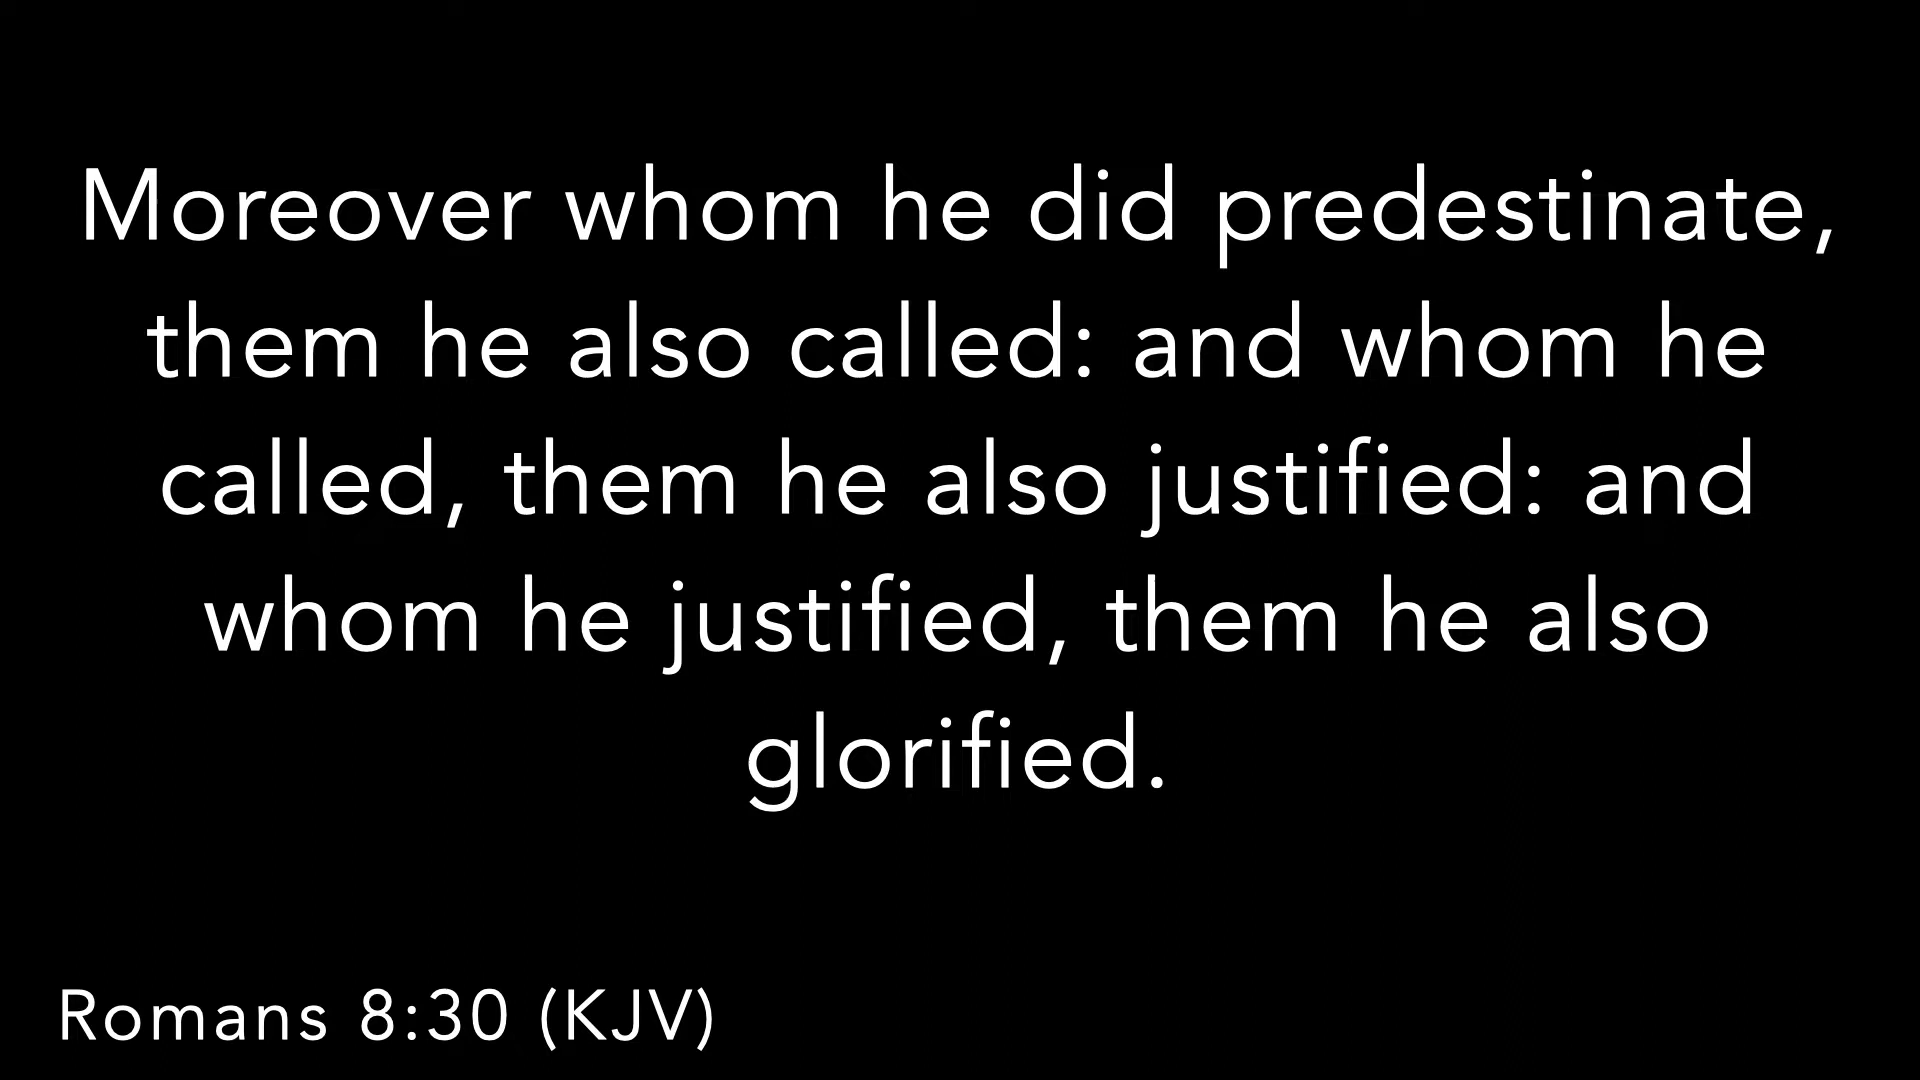 Moreover whom he did predestinate,
them he also called: and whom he
called, them he also justified: and
whom he justified, them he also
glorified.
Romans 8:30 (KJV)